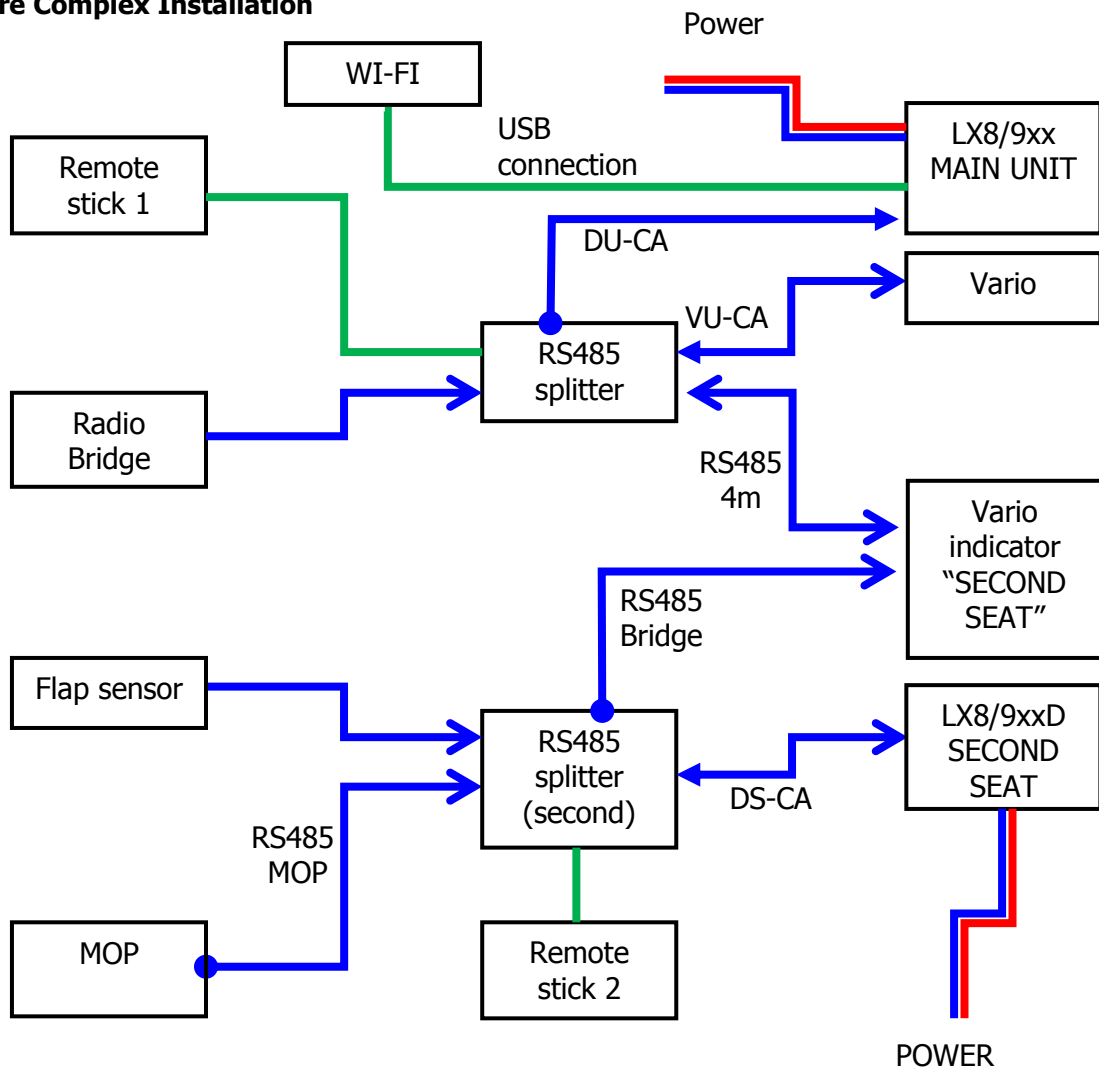 re Complex Installation
Power
WI-FI
USB
connection
LX8/9xx
MAIN UNIT
Remote
stick 1
DU-CA
Vario
VU-CA
RS485
splitter
Radio
Bridge
RS485
4m
Vario
indicator
“SECOND
SEAT”
RS485
Bridge
Flap sensor
RS485
splitter
(second)
LX8/9xxD
SECOND
SEAT
DS-CA
RS485
MOP
MOP
Remote
stick 2
POWER